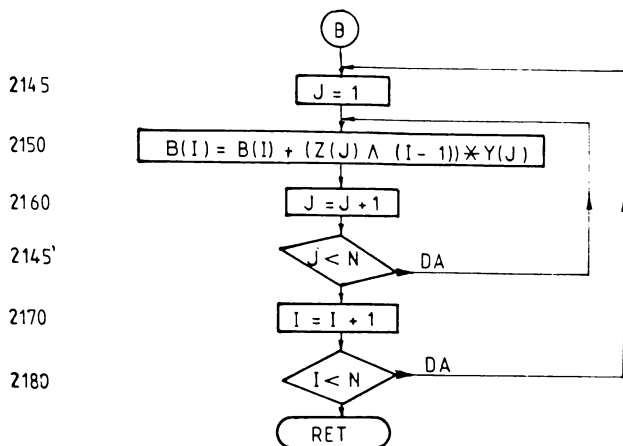 B
2145 J = 1
2150 B(I) = B(I) + (Z(J) ∧ (I - 1)) * Y(J)
2160 J = J + 1
2145' J < N DA
2170 I = I + 1
2180 I < N DA
RET